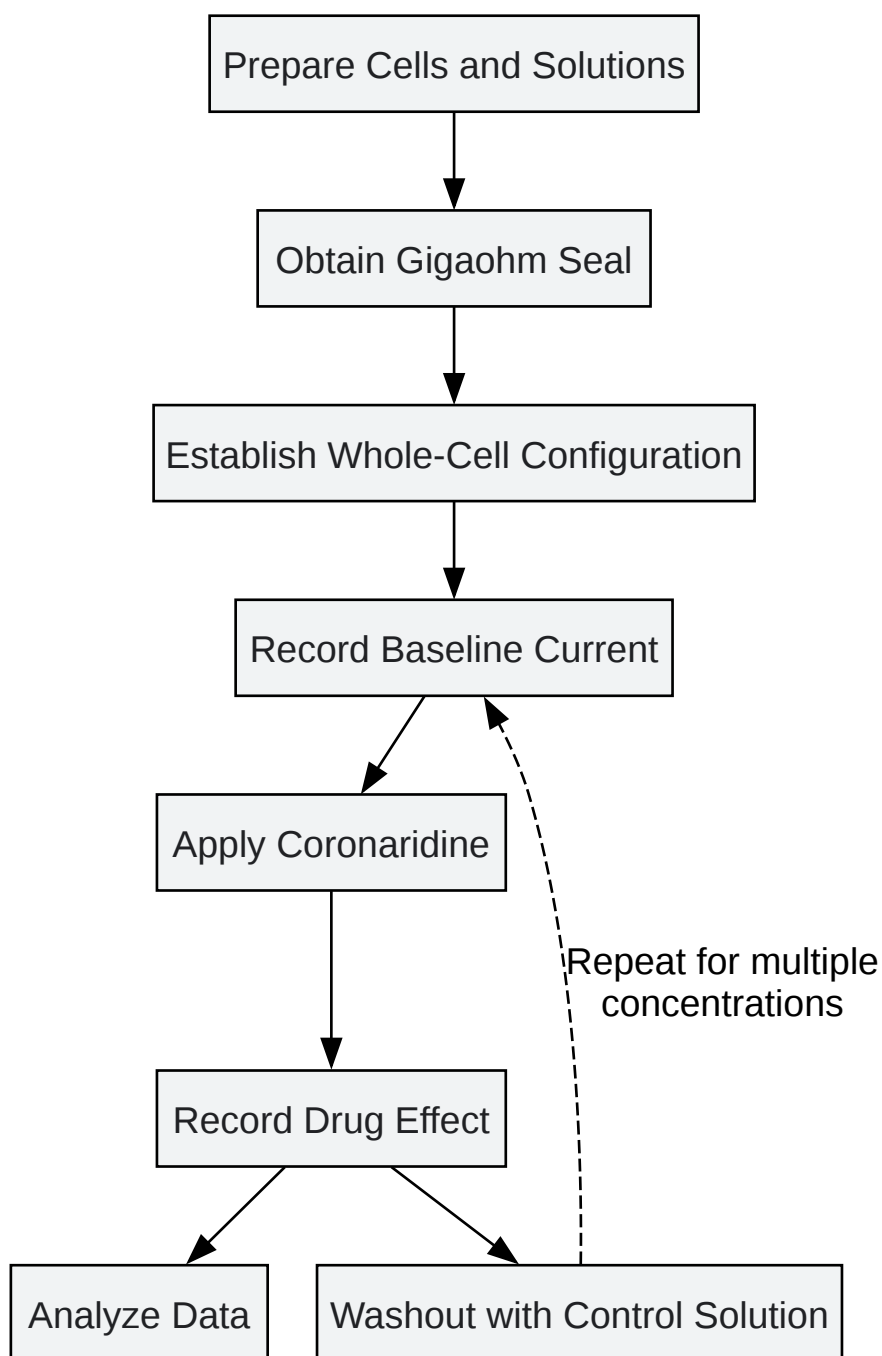 Prepare Cells and Solutions
Obtain Gigaohm Seal
Establish Whole-Cell Configuration
Record Baseline Current
Apply Coronaridine
Repeat for multiple
concentrations
Record Drug Effect
Analyze Data
Washout with Control Solution